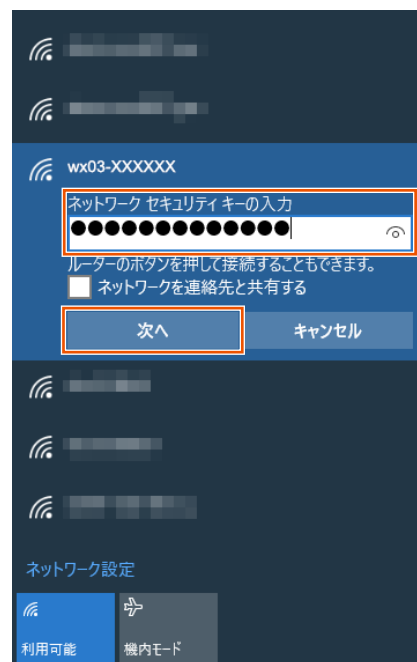 wx03-XXXXXX
ネットワーク セキュリティ キーの入力
●●●●●●●●●●●●●
ルーターのボタンを押して接続することもできます。
ネットワークを連絡先と共有する
次へ
キャンセル
ネットワーク設定
利用可能
機内モード